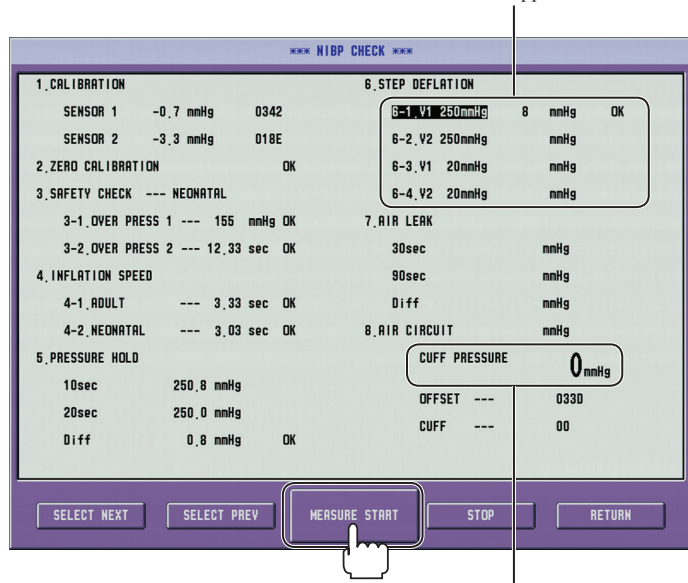 *** NIBP CHECK ***
1.CALIBRATION
SENSOR 1 -0.7 mmHg 0342
SENSOR 2 -3.3 mmHg 018E
2.ZERO CALIBRATION OK
3.SAFETY CHECK --- NEONATAL
3-1.OVER PRESS 1 --- 155 mmHg OK
3-2.OVER PRESS 2 --- 12.33 sec OK
4.INFLATION SPEED
4-1.ADULT --- 3.33 sec OK
4-2.NEONATAL --- 3.03 sec OK
5.PRESSURE HOLD
10sec 250.8 mmHg
20sec 250.0 mmHg
Diff 0.8 mmHg OK
6.STEP DEFLATION
6-1.V1 250mmHg 8 mmHg OK
6-2.V2 250mmHg mmHg
6-3.V1 20mmHg mmHg
6-4.V2 20mmHg mmHg
7.AIR LEAK
30sec mmHg
90sec mmHg
Diff mmHg
8.AIR CIRCUIT mmHg
CUFF PRESSURE 0mmHg
OFFSET --- 033D
CUFF --- 00
SELECT NEXT SELECT PREV MEASURE START STOP RETURN